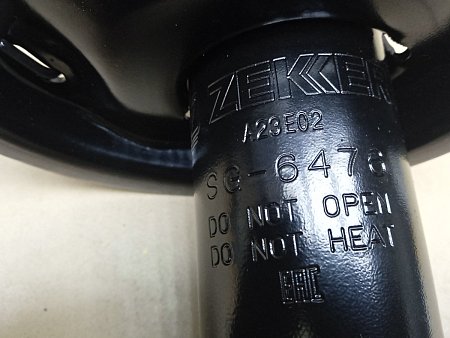 ZEKKERT
A23E02
SG-6476
DO NOT OPEN
DO NOT HEAT
EAC